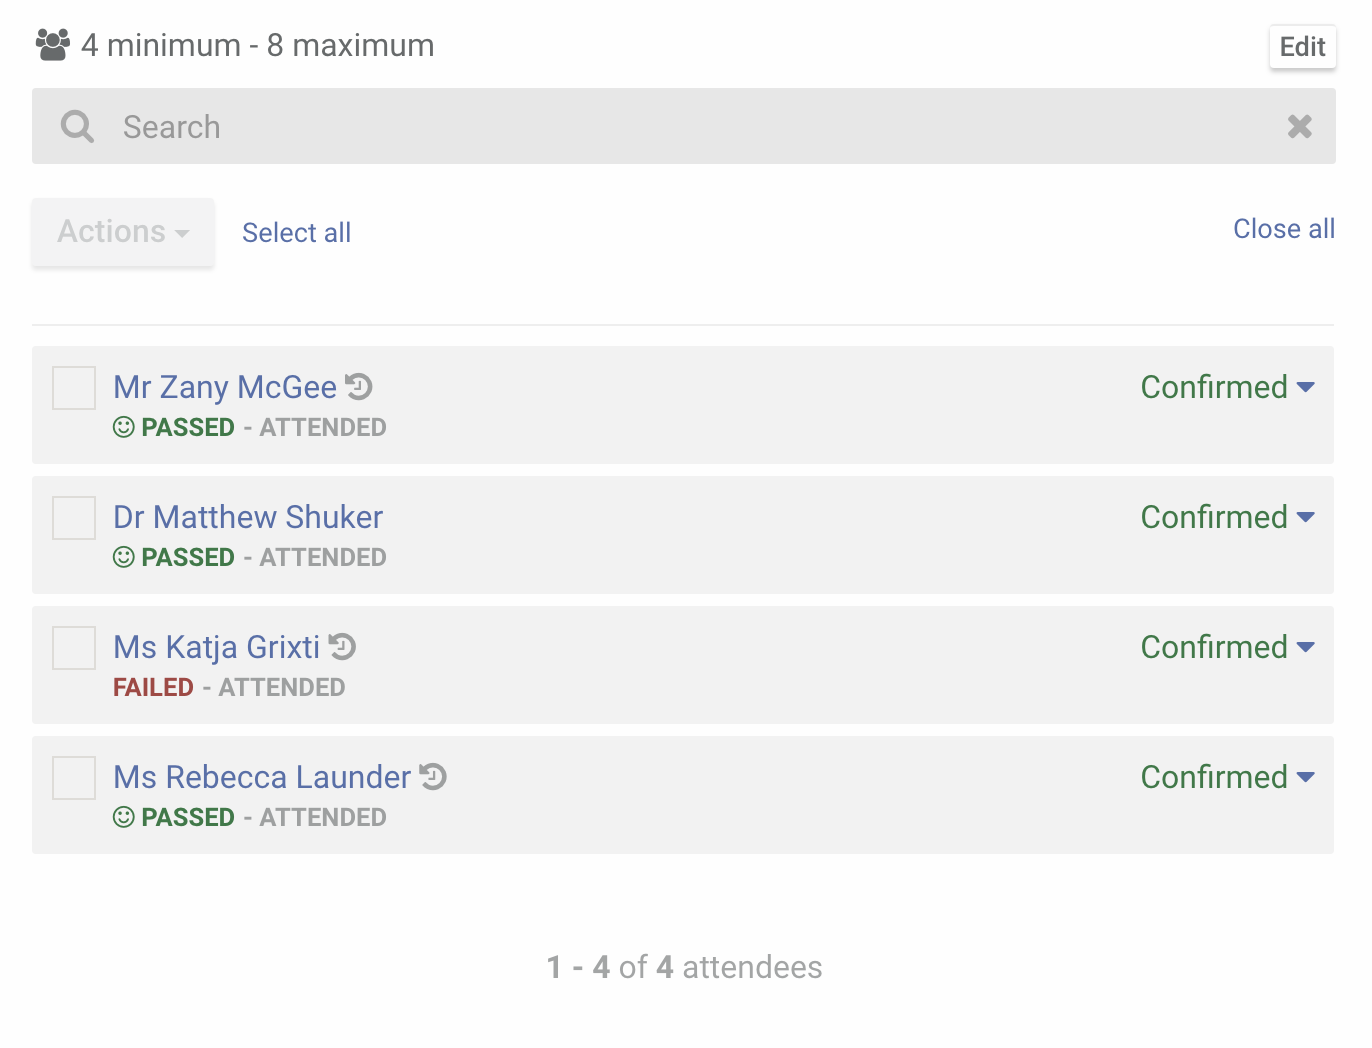 4 minimum - 8 maximum
Edit
Search
Actions
Select all
Close all
Mr Zany McGee
Confirmed
PASSED - ATTENDED
Dr Matthew Shuker
Confirmed
PASSED - ATTENDED
Ms Katja Grixti
Confirmed
FAILED - ATTENDED
Ms Rebecca Launder
Confirmed
PASSED - ATTENDED
1 - 4 of 4 attendees